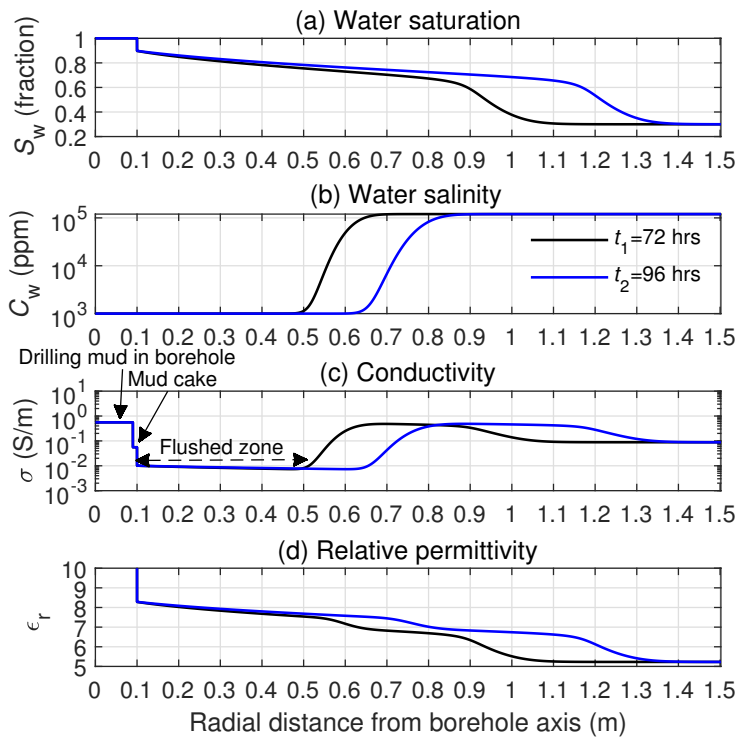 (a) Water saturation
S_w (fraction)
1
0.8
0.6
0.4
0.2
0 0.1 0.2 0.3 0.4 0.5 0.6 0.7 0.8 0.9 1 1.1 1.2 1.3 1.4 1.5
(b) Water salinity
C_w (ppm)
10^5
10^4
10^3
t_1=72 hrs
t_2=96 hrs
0 0.1 0.2 0.3 0.4 0.5 0.6 0.7 0.8 0.9 1 1.1 1.2 1.3 1.4 1.5
Drilling mud in borehole
Mud cake
(c) Conductivity
σ (S/m)
10^1
10^0
10^-1
10^-2
10^-3
Flushed zone
0 0.1 0.2 0.3 0.4 0.5 0.6 0.7 0.8 0.9 1 1.1 1.2 1.3 1.4 1.5
(d) Relative permittivity
ϵ_r
10
9
8
7
6
5
0 0.1 0.2 0.3 0.4 0.5 0.6 0.7 0.8 0.9 1 1.1 1.2 1.3 1.4 1.5
Radial distance from borehole axis (m)